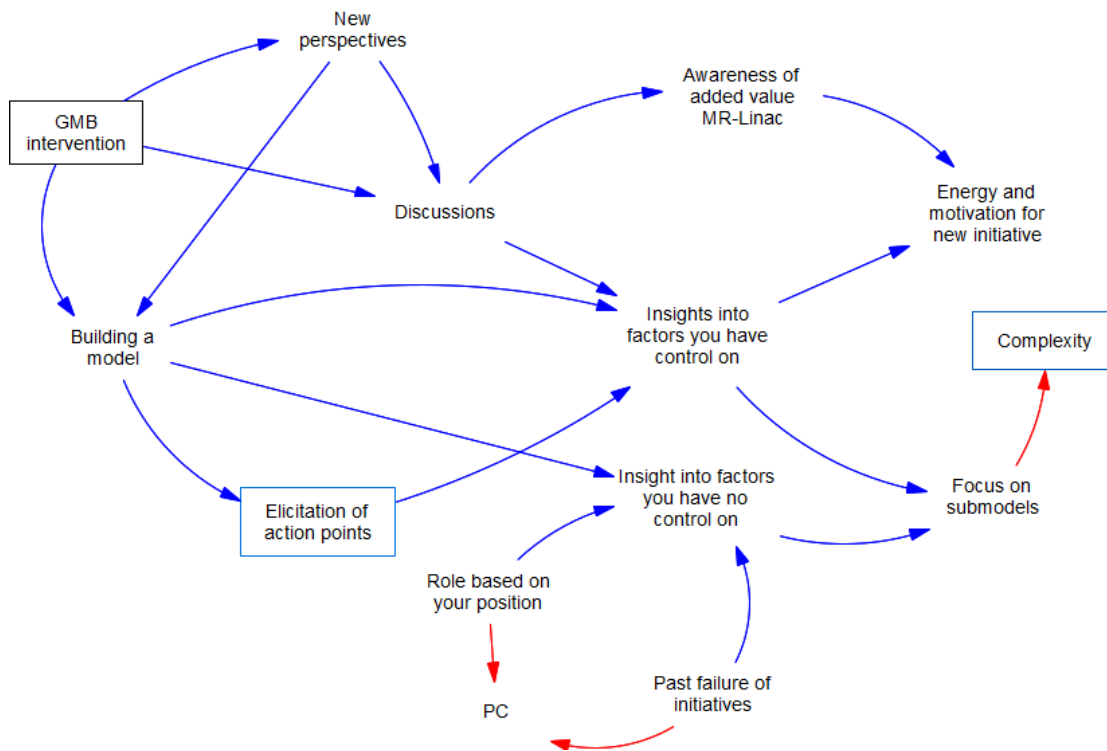 New
perspectives
Awareness of
added value
MR-Linac
GMB
intervention
Energy and
motivation for
new initiative
Discussions
Insights into
factors you have
control on
Building a
model
Complexity
Insight into factors
you have no
control on
Focus on
submodels
Elicitation of
action points
Role based on
your position
Past failure of
initiatives
PC